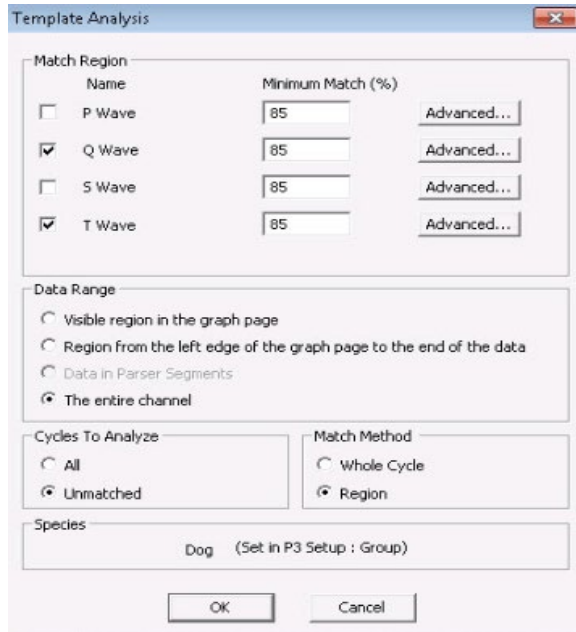 Template Analysis
Match Region
Name Minimum Match (%)
P Wave 85 Advanced...
Q Wave 85 Advanced...
S Wave 85 Advanced...
T Wave 85 Advanced...
Data Range
Visible region in the graph page
Region from the left edge of the graph page to the end of the data
Data in Parser Segments
The entire channel
Cycles To Analyze
All
Unmatched
Match Method
Whole Cycle
Region
Species
Dog (Set in P3 Setup : Group)
OK Cancel